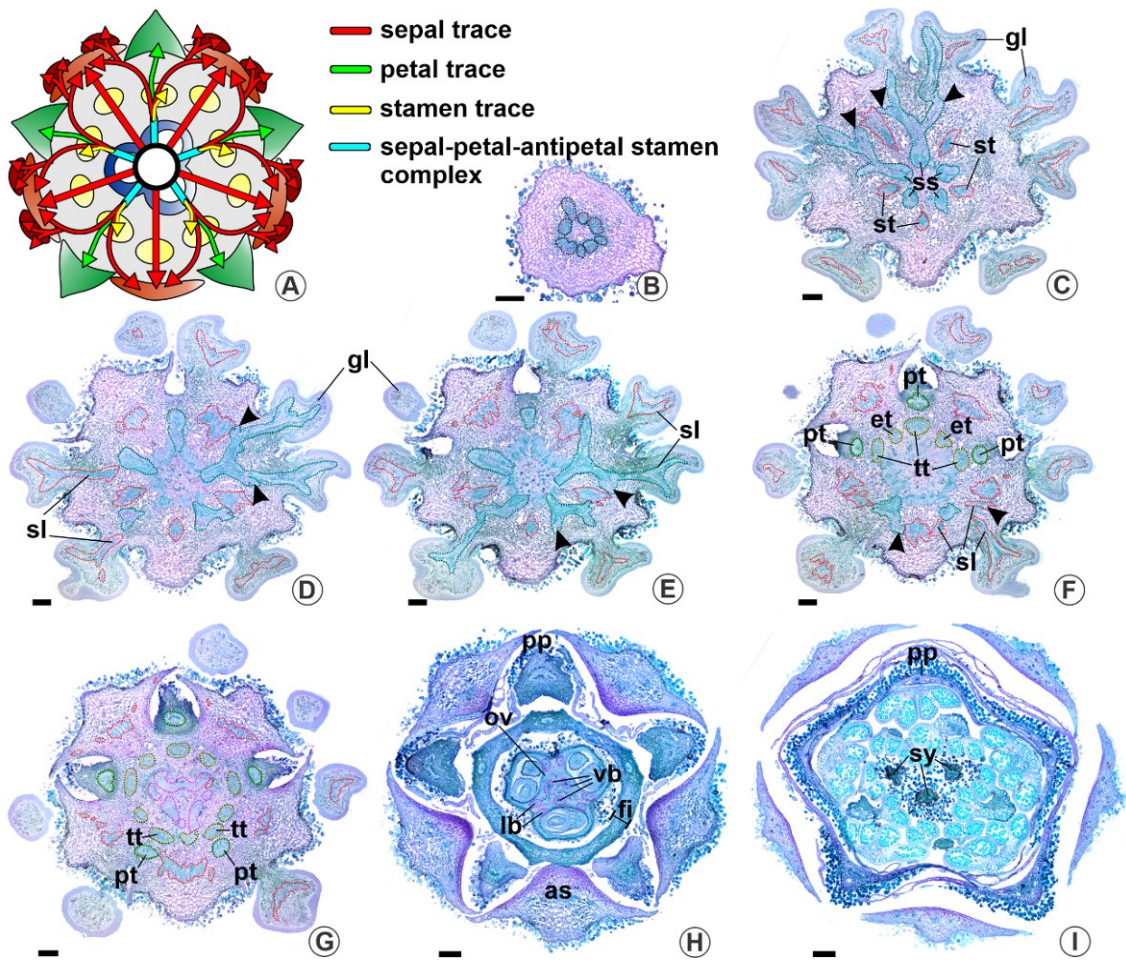 sepal trace
petal trace
stamen trace
sepal-petal-antipetal stamen
complex
A
B
gl
st
ss
st
C
gl
sl
sl
D
E
pt
et
et
pt
tt
pt
sl
F
tt
tt
pt
pt
G
pp
ov
vb
lb
fi
as
H
pp
sy
I